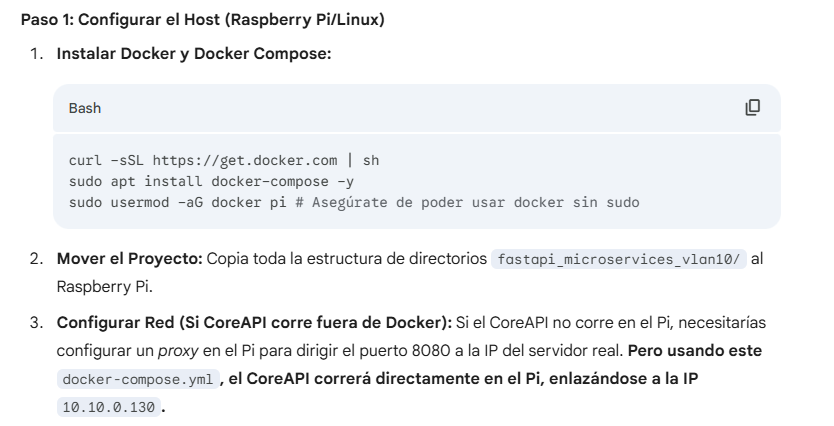 Paso 1: Configurar el Host (Raspberry Pi/Linux)
1. Instalar Docker y Docker Compose:
Bash
curl -sSL https://get.docker.com | sh
sudo apt install docker-compose -y
sudo usermod -aG docker pi # Asegúrate de poder usar docker sin sudo
2. Mover el Proyecto: Copia toda la estructura de directorios fastapi_microservices_vlan10/ al
Raspberry Pi.
3. Configurar Red (Si CoreAPI corre fuera de Docker): Si el CoreAPI no corre en el Pi, necesitarías
configurar un proxy en el Pi para dirigir el puerto 8080 a la IP del servidor real. Pero usando este
docker-compose.yml , el CoreAPI correrá directamente en el Pi, enlazándose a la IP
10.10.0.130 .